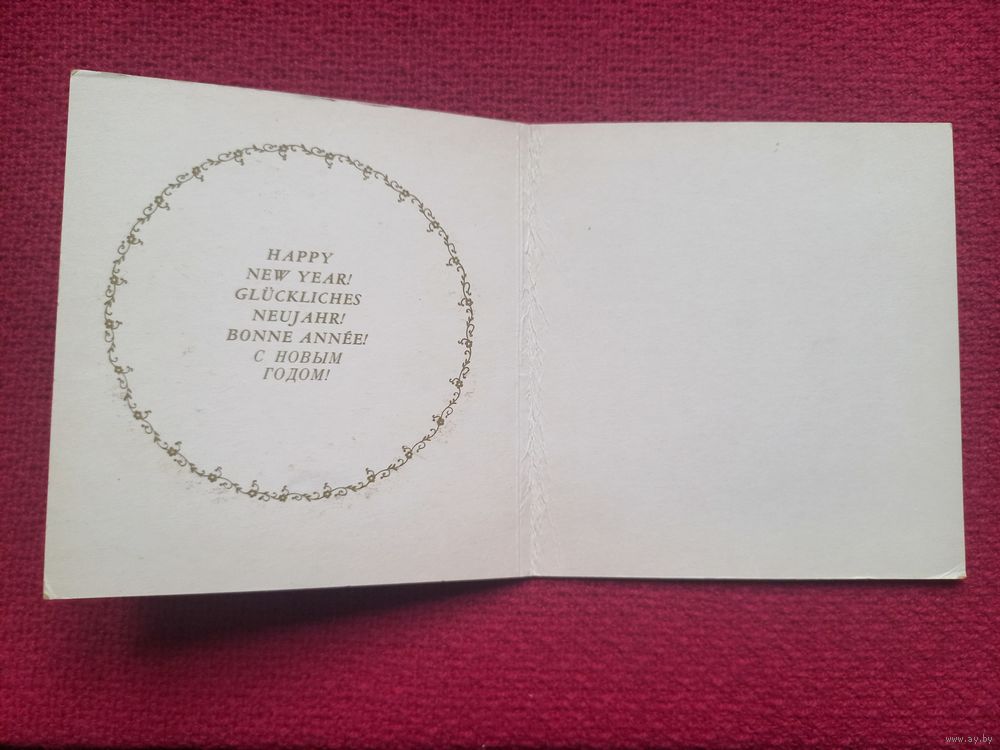 HAPPY
NEW YEAR!
GLÜCKLICHES
NEUJAHR!
BONNE ANNÉE!
С НОВЫМ
ГОДОМ!
www.ay.by